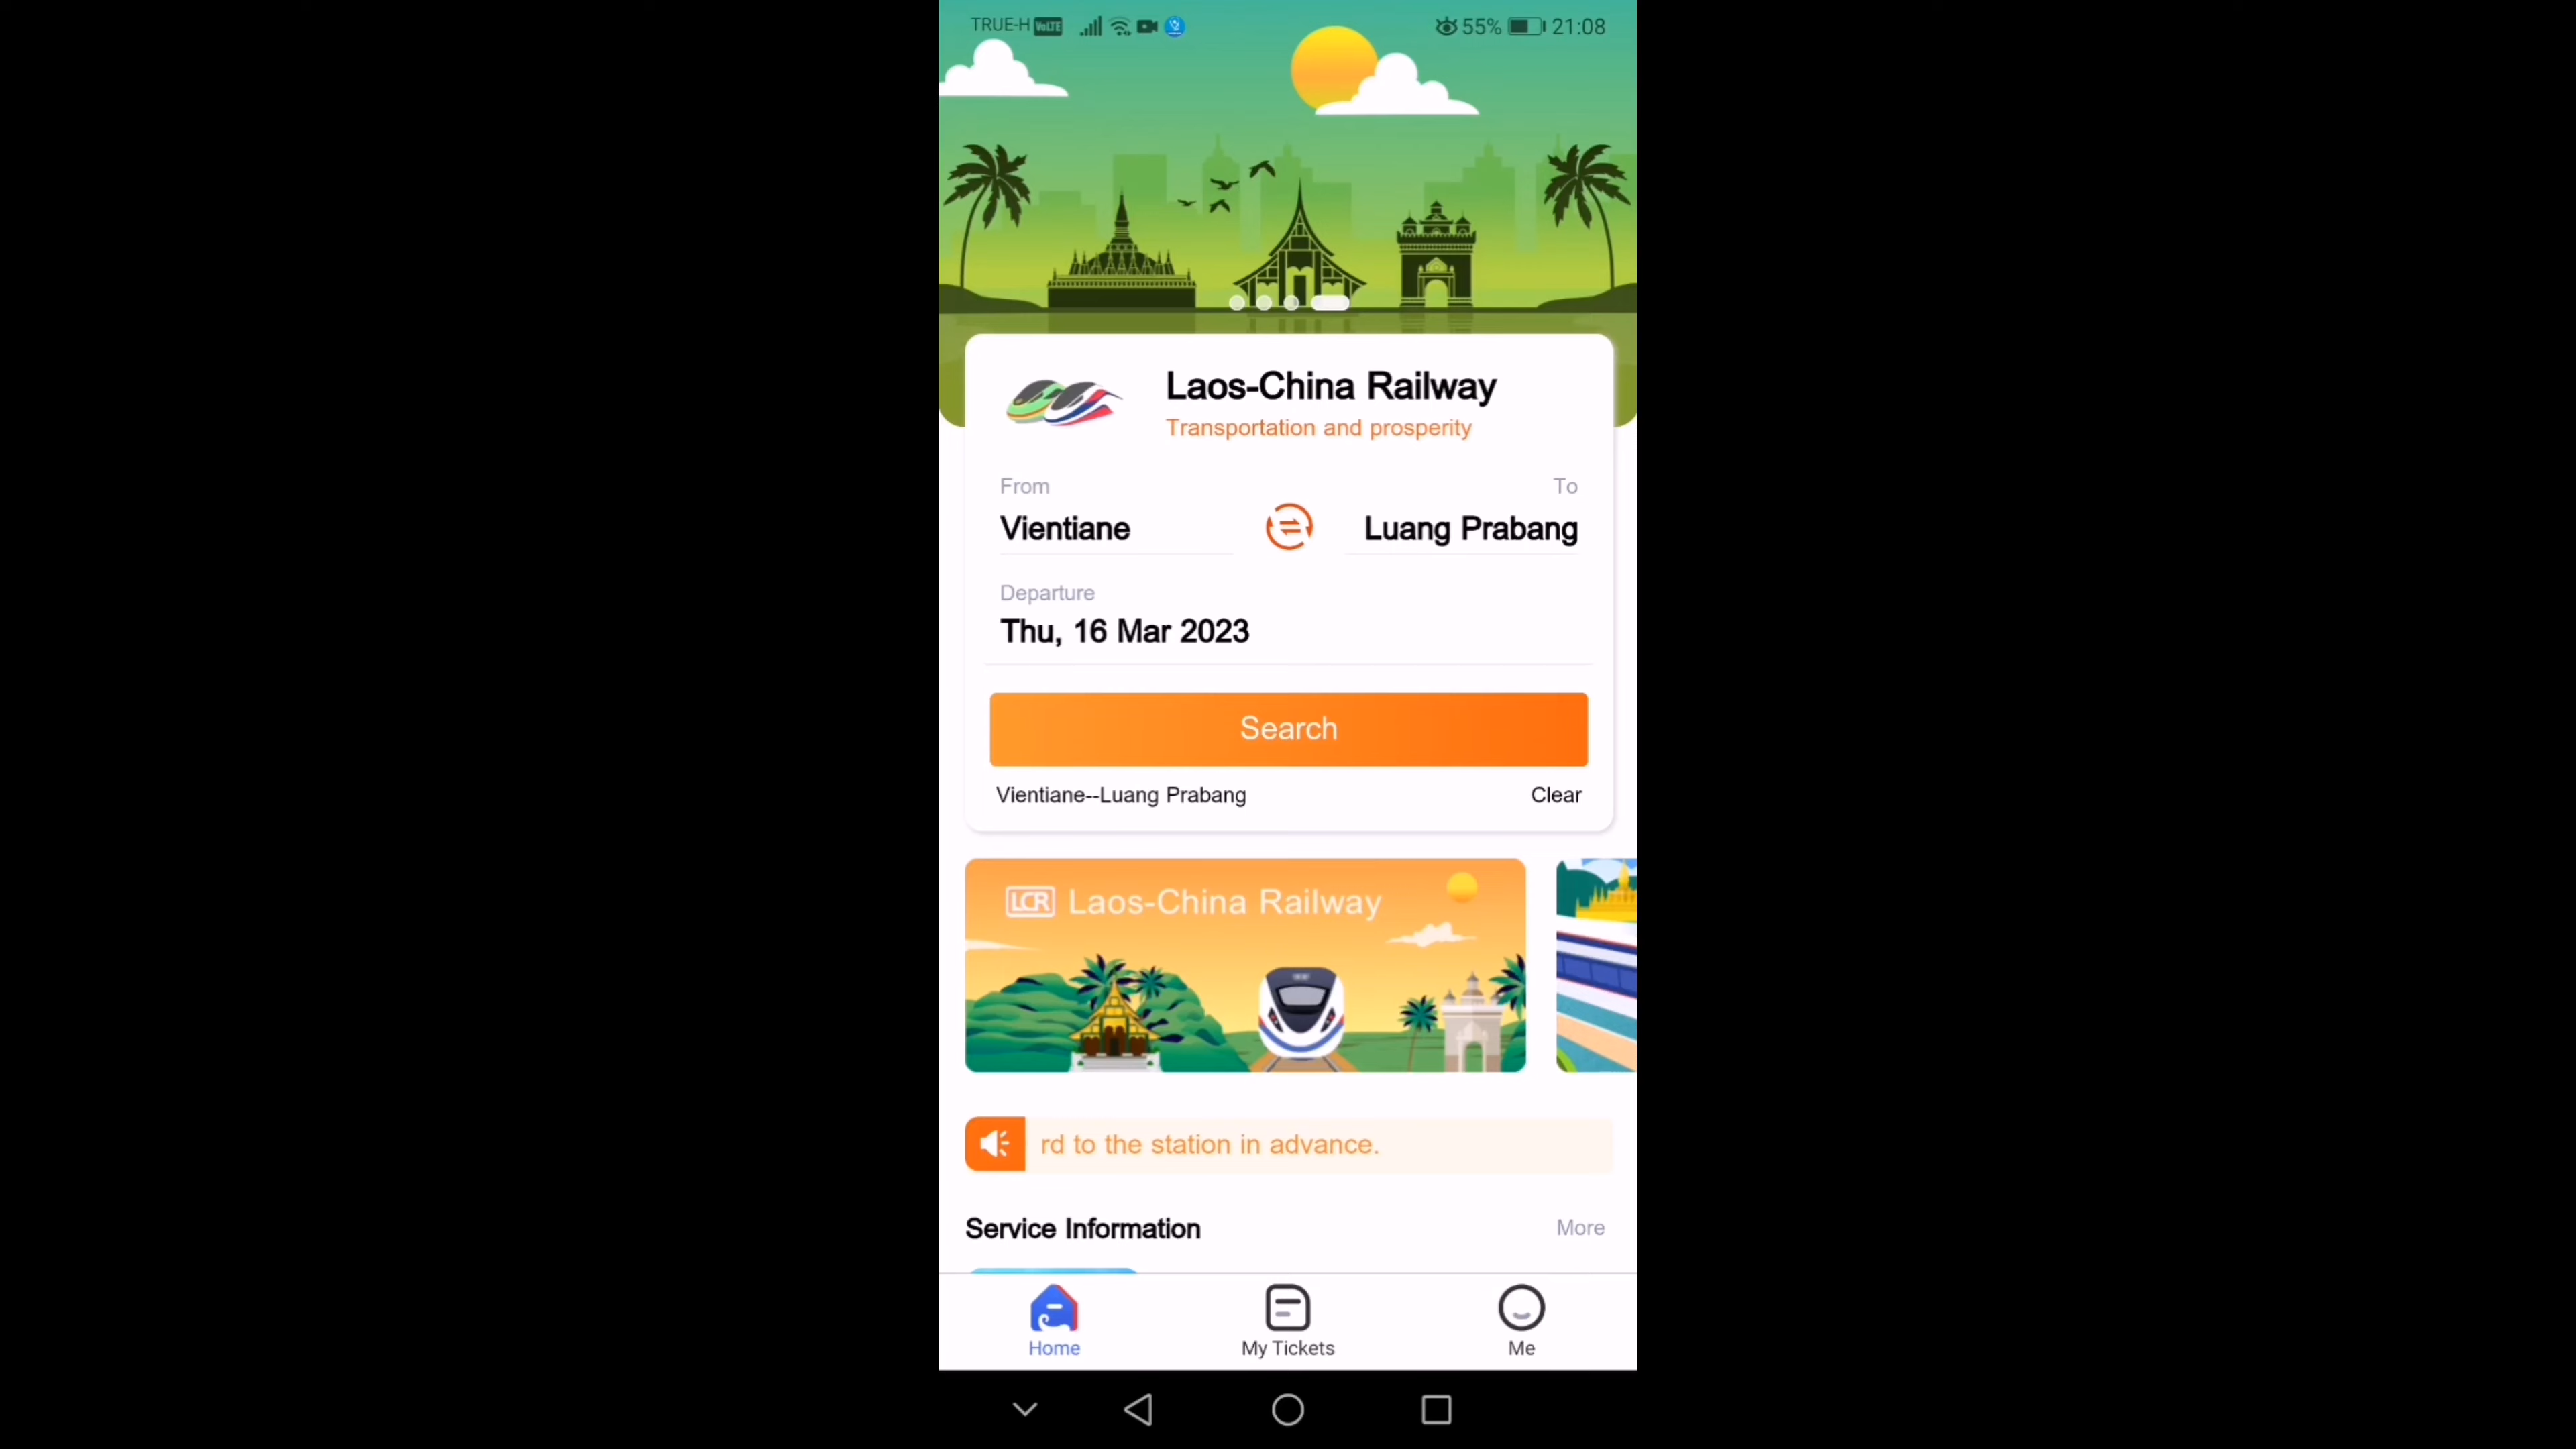 TRUE-H VoLTE 55% 21:08
Laos-China Railway
Transportation and prosperity
From To
Vientiane Luang Prabang
Departure
Thu, 16 Mar 2023
Search
Vientiane--Luang Prabang Clear
LCR Laos-China Railway
rd to the station in advance.
Service Information More
Home My Tickets Me